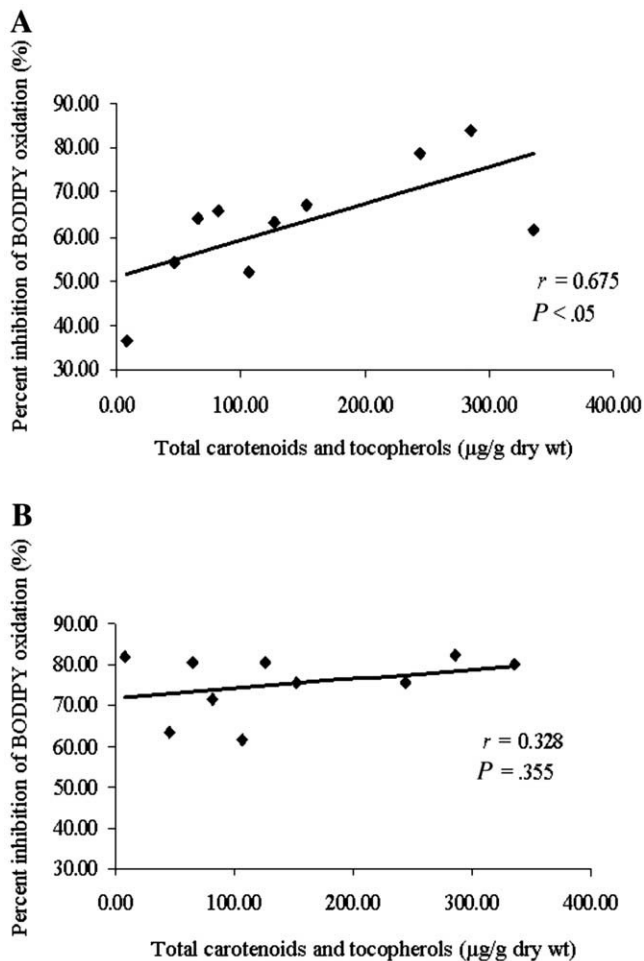 A
Percent inhibition of BODIPY oxidation (%)
90.00
80.00
70.00
60.00
50.00
40.00
30.00
r = 0.675
P < .05
0.00 100.00 200.00 300.00 400.00
Total carotenoids and tocopherols (µg/g dry wt)
B
Percent inhibition of BODIPY oxidation (%)
90.00
80.00
70.00
60.00
50.00
40.00
30.00
r = 0.328
P = .355
0.00 100.00 200.00 300.00 400.00
Total carotenoids and tocopherols (µg/g dry wt)